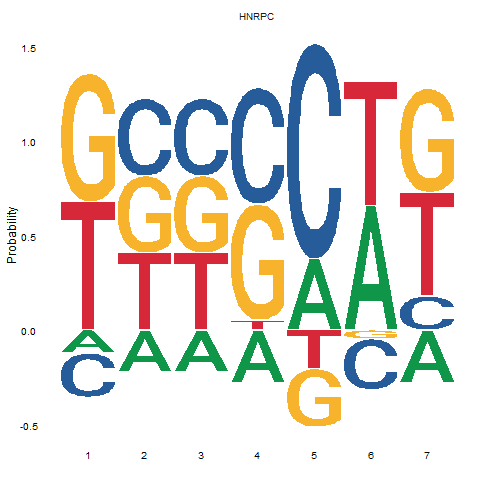 HNRPC
Probability
1.5
1.0
0.5
0.0
-0.5
G C C C C T G
T G G G A A T
A T T T T G C
C A A A G C A
1 2 3 4 5 6 7